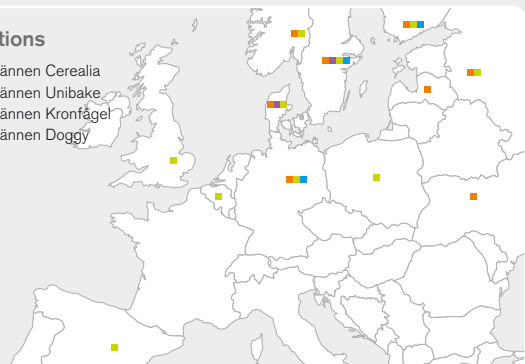 tions
ännen Cerealia
ännen Unibake
ännen Kronfågel
ännen Doggy